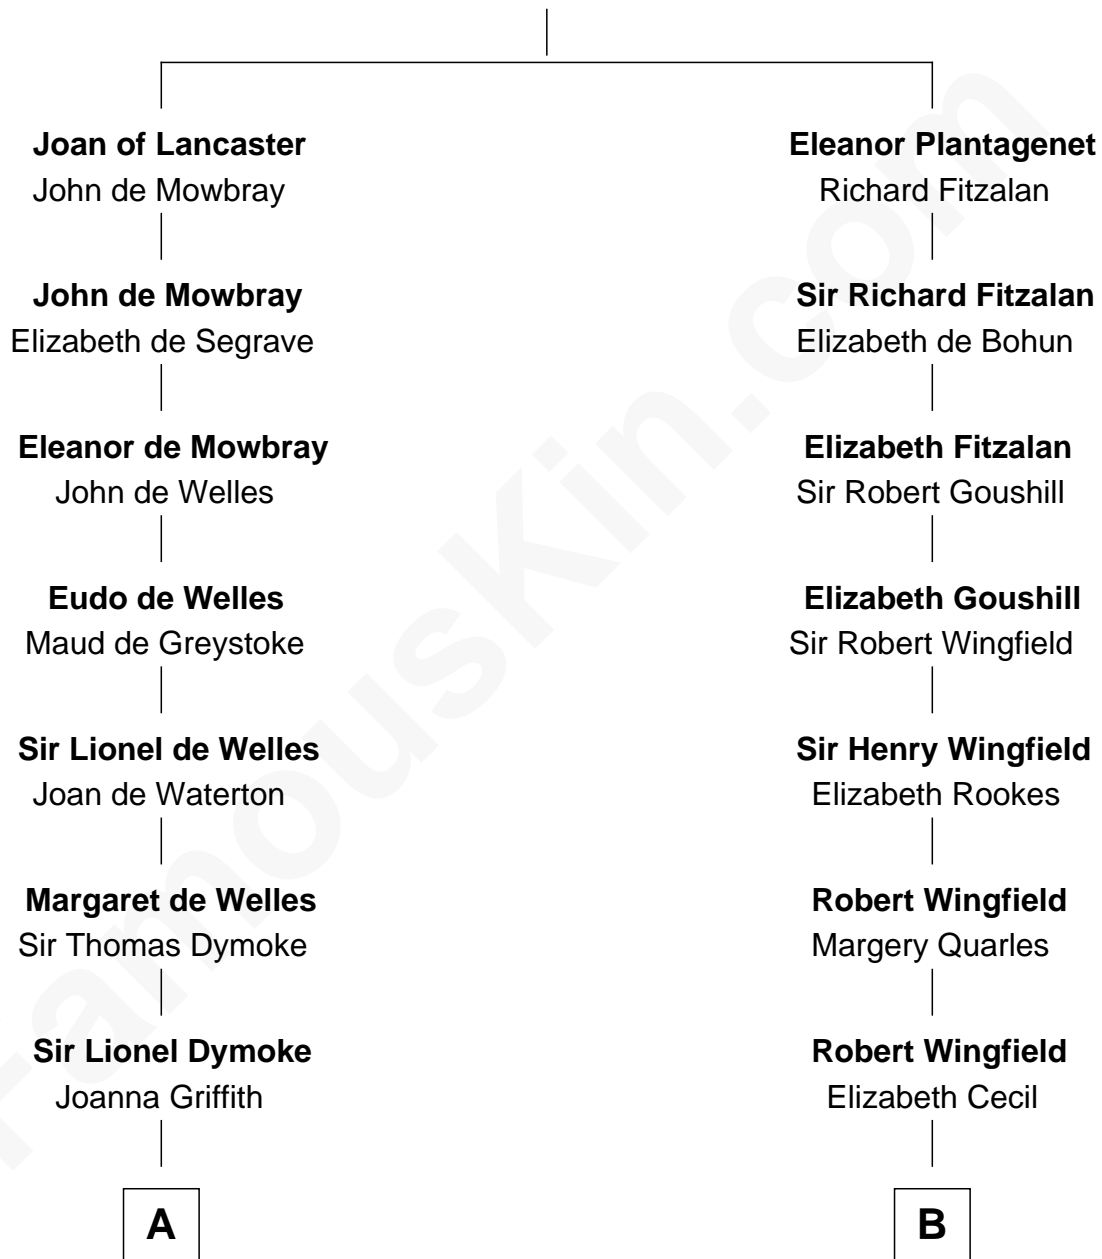 Joan of Lancaster
John de Mowbray
John de Mowbray
Elizabeth de Segrave
Eleanor de Mowbray
John de Welles
Eudo de Welles
Maud de Greystoke
Sir Lionel de Welles
Joan de Waterton
Margaret de Welles
Sir Thomas Dymoke
Sir Lionel Dymoke
Joanna Griffith
A
Eleanor Plantagenet
Richard Fitzalan
Sir Richard Fitzalan
Elizabeth de Bohun
Elizabeth Fitzalan
Sir Robert Goushill
Elizabeth Goushill
Sir Robert Wingfield
Sir Henry Wingfield
Elizabeth Rookes
Robert Wingfield
Margery Quarles
Robert Wingfield
Elizabeth Cecil
B
FamousKin.com